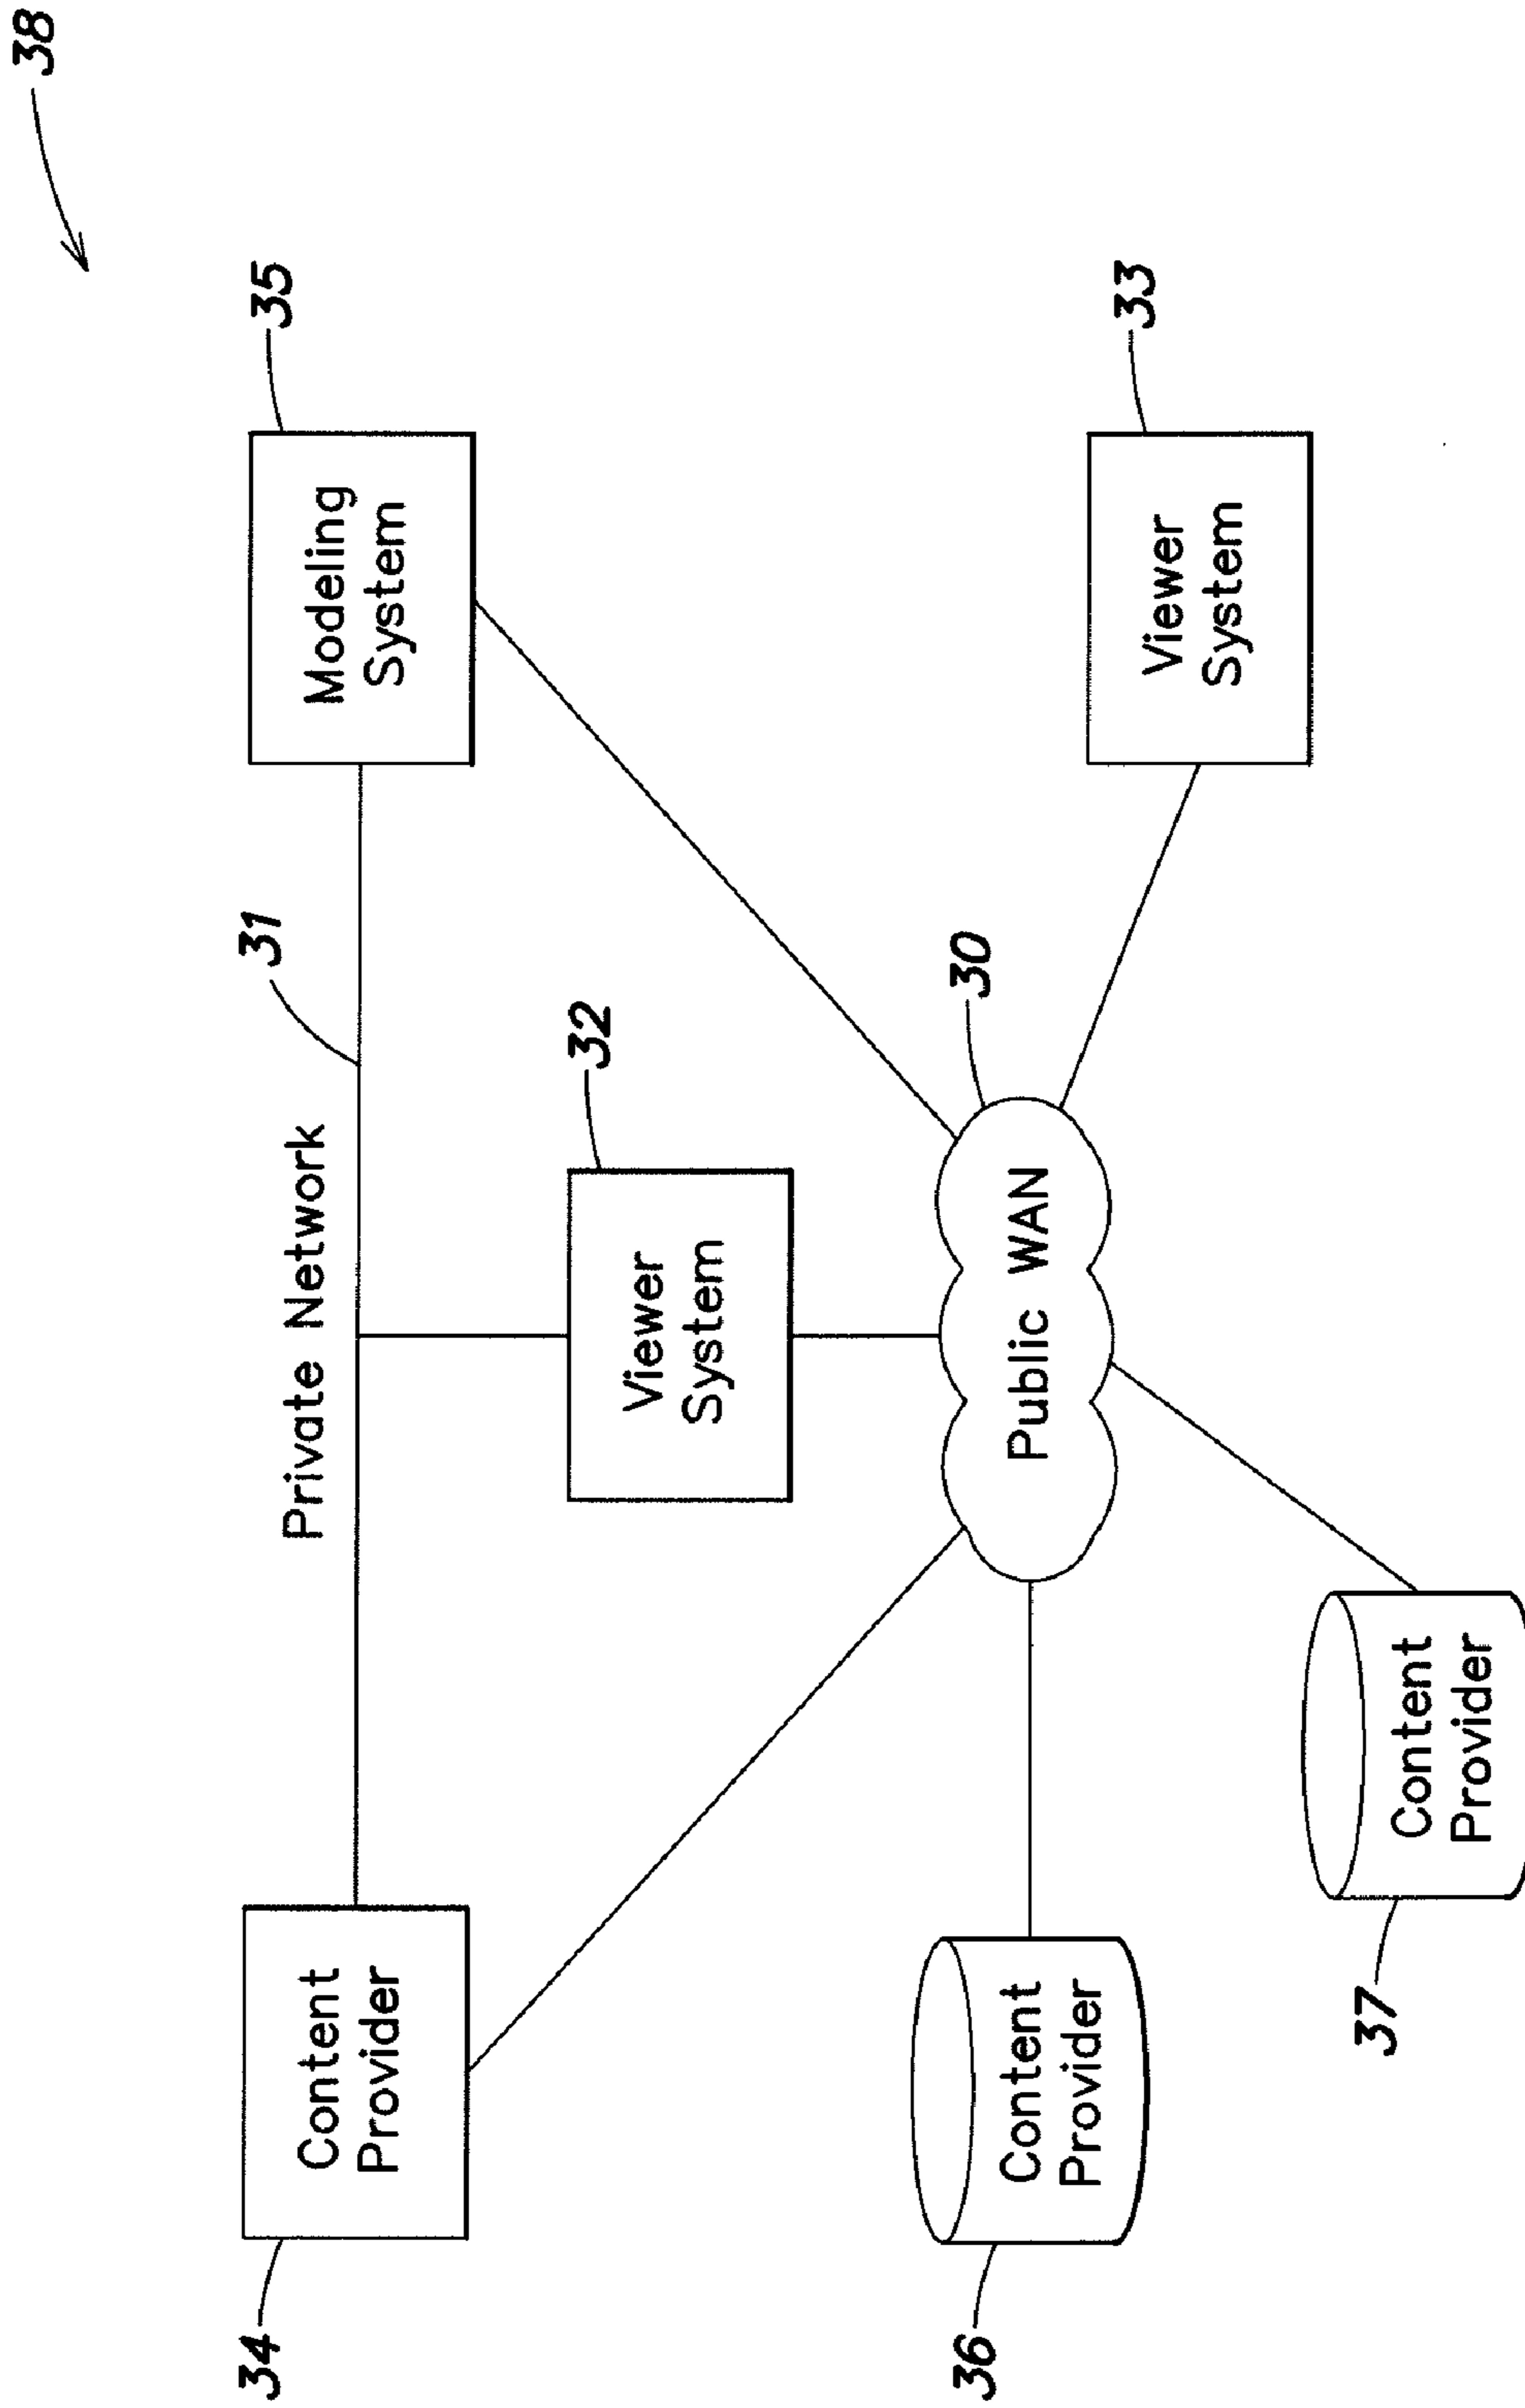 38
34
Content
Provider
Private Network
31
Modeling
System
35
32
Viewer
System
36
Content
Provider
Public WAN
30
Viewer
System
33
37
Content
Provider